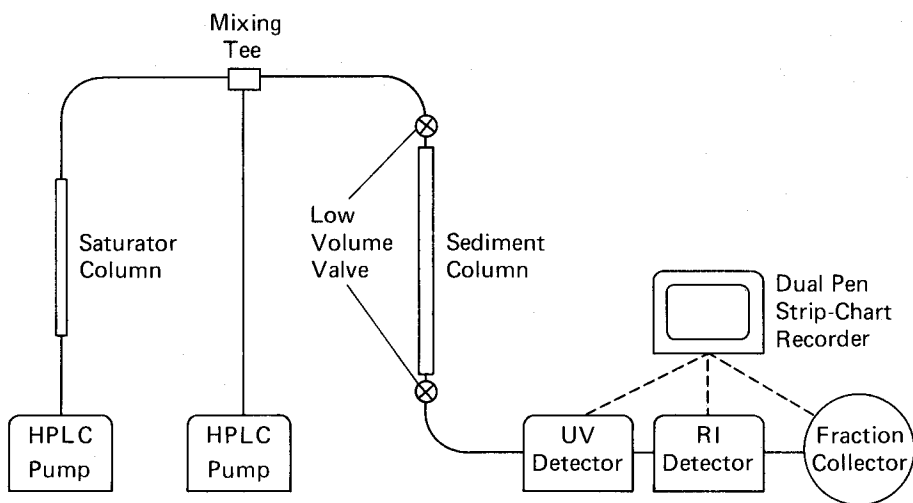 Mixing
Tee
Saturator
Column
Low
Volume
Valve
Sediment
Column
Dual Pen
Strip-Chart
Recorder
HPLC
Pump
HPLC
Pump
UV
Detector
RI
Detector
Fraction
Collector